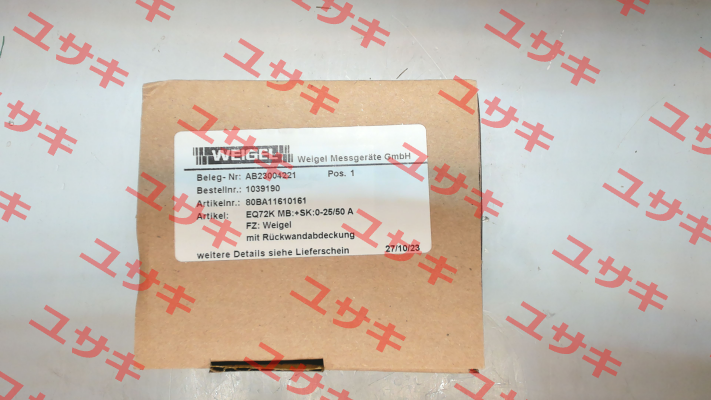 WEIGEL Weigel Messgeräte GmbH
Beleg- Nr: AB23004221 Pos. 1
Bestellnr.: 1039190
Artikelnr.: 80BA11610161
Artikel: EQ72K MB:+SK:0-25/50 A
FZ: Weigel
mit Rückwandabdeckung
weitere Details siehe Lieferschein 27/10/23
ユサキ